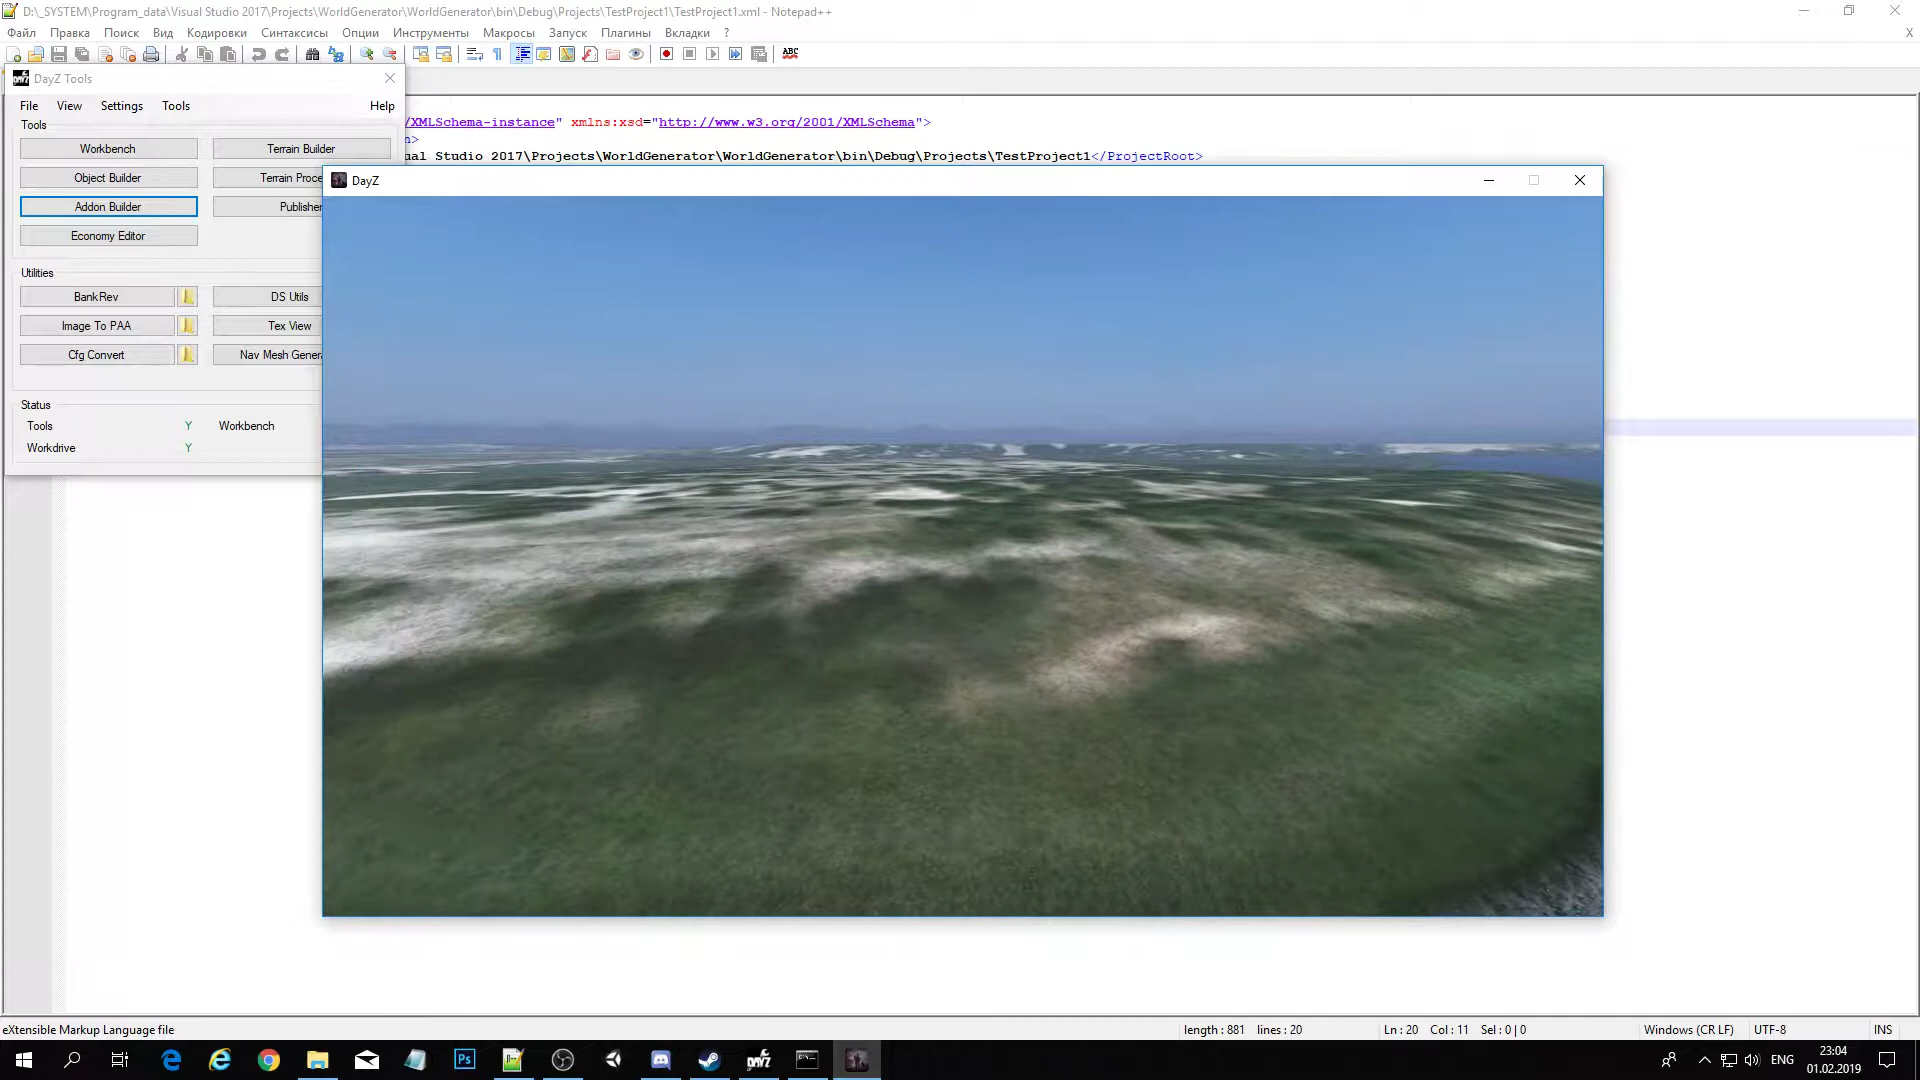 D:\_SYSTEM\Program_data\Visual Studio 2017\Projects\WorldGenerator\WorldGenerator\bin\Debug\Projects\TestProject1\TestProject1.xml - Notepad++
Файл Правка Поиск Вид Кодировки Синтаксисы Опции Инструменты Макросы Запуск Плагины Вкладки ? X
ABC
DayZ Tools
File View Settings Tools Help
Tools
/XMLSchema-instance" xmlns:xsd="http://www.w3.org/2001/XMLSchema">
n>
ual Studio 2017\Projects\WorldGenerator\WorldGenerator\bin\Debug\Projects\TestProject1</ProjectRoot>
Workbench Terrain Builder
Object Builder Terrain Proce
Addon Builder Publisher
Economy Editor
DayZ
Utilities
BankRev DS Utils
Image To PAA Tex View
Cfg Convert Nav Mesh Genera
Status
Tools Y Workbench
Workdrive Y
eXtensible Markup Language file length : 881 lines : 20 Ln : 20 Col : 11 Sel : 0 | 0 Windows (CR LF) UTF-8 INS
Ps DAYZ ENG 23:04
01.02.2019